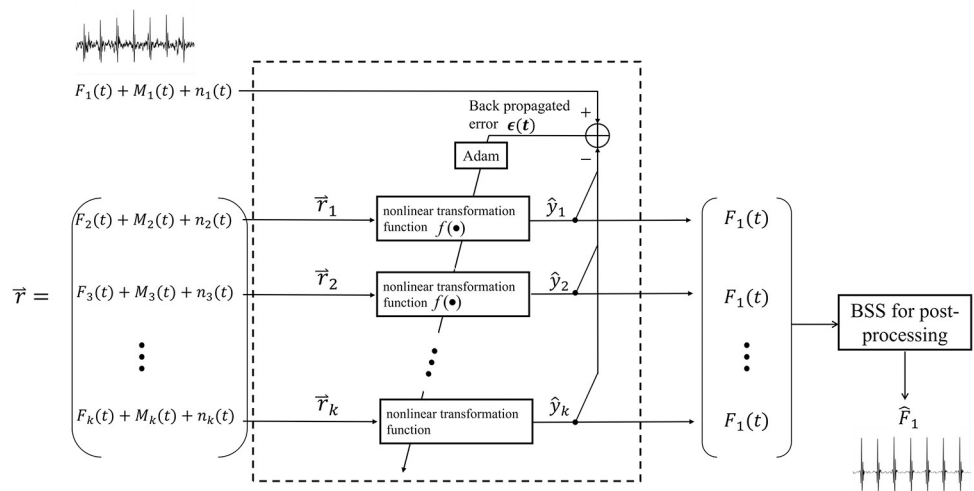 F₁(t) + M₁(t) + n₁(t)
Back propagated
error ϵ(t)
+
−
Adam
r⃗ =
F₂(t) + M₂(t) + n₂(t)
r⃗₁
nonlinear transformation
function f(•)
ŷ₁
F₁(t)
F₃(t) + M₃(t) + n₃(t)
r⃗₂
nonlinear transformation
function f(•)
ŷ₂
F₁(t)
Fₖ(t) + Mₖ(t) + nₖ(t)
r⃗ₖ
nonlinear transformation
function
ŷₖ
F₁(t)
BSS for post-
processing
F̂₁